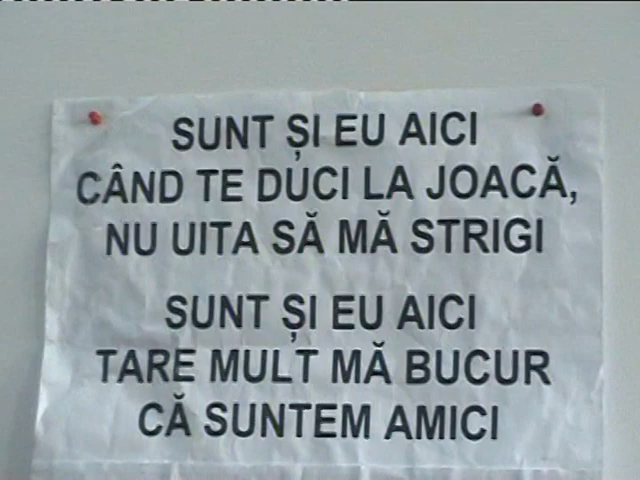 SUNT ȘI EU AICI
CÂND TE DUCI LA JOACĂ,
NU UITA SĂ MĂ STRIGI
SUNT ȘI EU AICI
TARE MULT MĂ BUCUR
CĂ SUNTEM AMICI